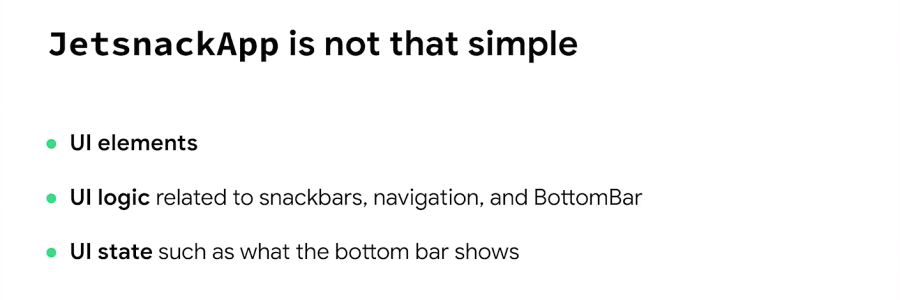 JetsnackApp is not that simple
UI elements
UI logic related to snackbars, navigation, and BottomBar
UI state such as what the bottom bar shows